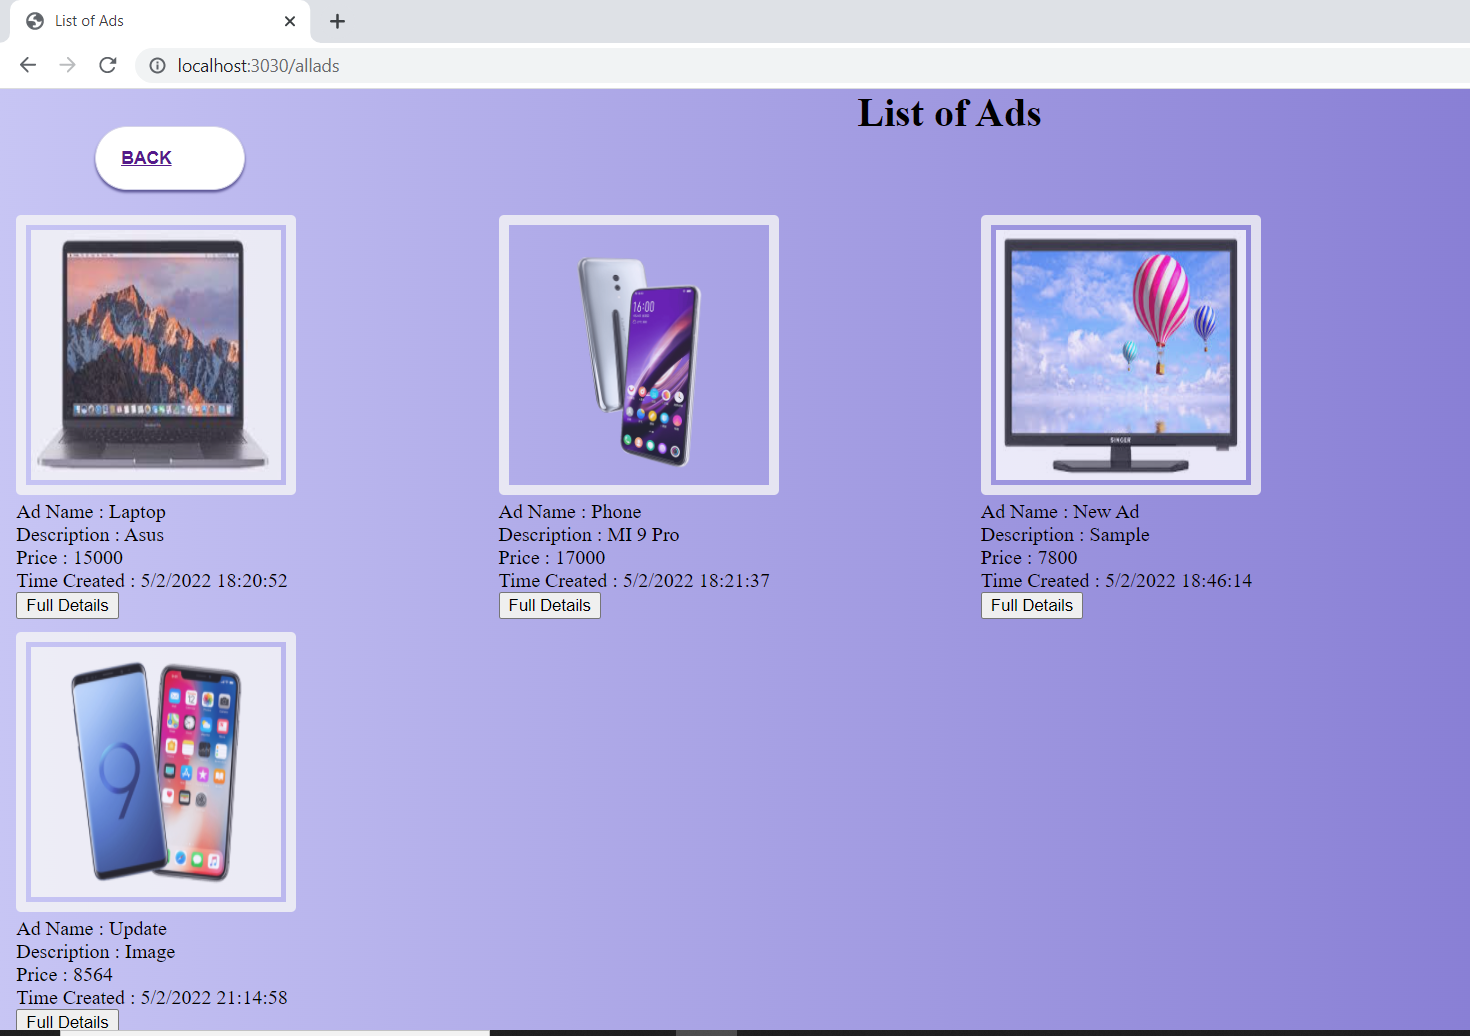 List of Ads
localhost:3030/allads
List of Ads
BACK
16:00
SINGER
Ad Name : Laptop
Description : Asus
Price : 15000
Time Created : 5/2/2022 18:20:52
Full Details
Ad Name : Phone
Description : MI 9 Pro
Price : 17000
Time Created : 5/2/2022 18:21:37
Full Details
Ad Name : New Ad
Description : Sample
Price : 7800
Time Created : 5/2/2022 18:46:14
Full Details
9
Ad Name : Update
Description : Image
Price : 8564
Time Created : 5/2/2022 21:14:58
Full Details